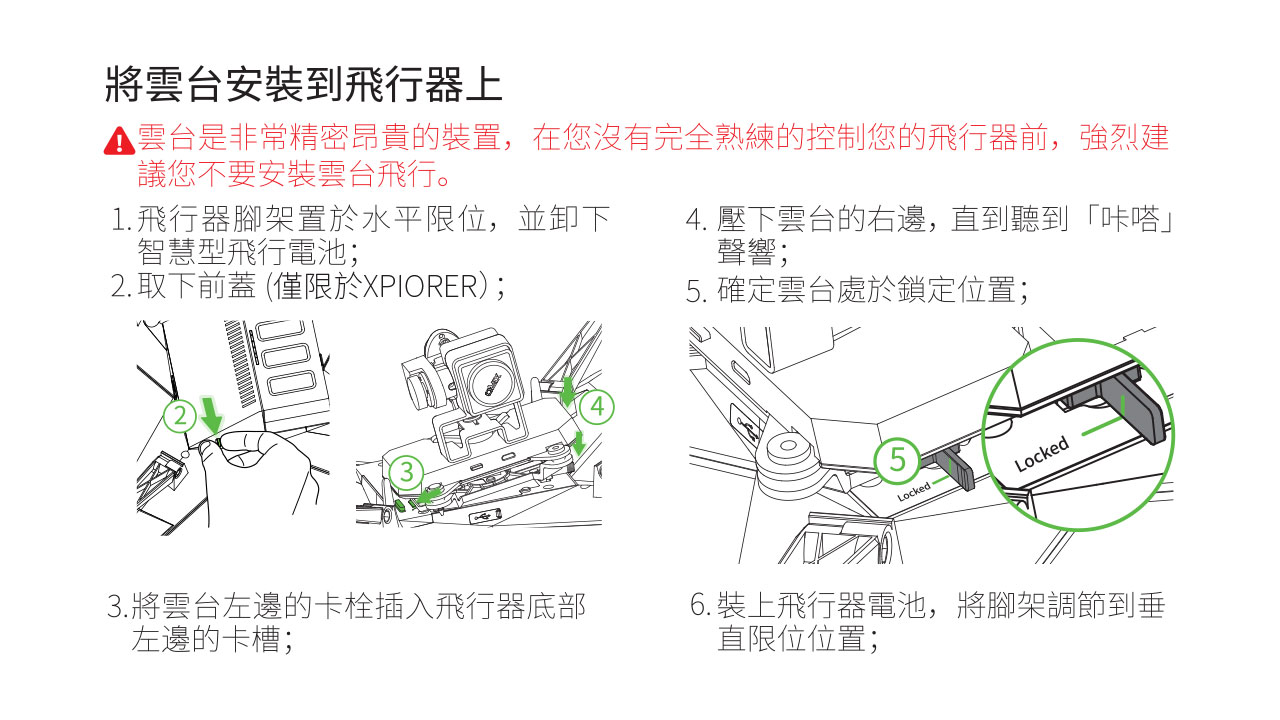 將雲台安裝到飛行器上
雲台是非常精密昂貴的裝置，在您沒有完全熟練的控制您的飛行器前，強烈建
議您不要安裝雲台飛行。
1. 飛行器腳架置於水平限位，並卸下
智慧型飛行電池；
2. 取下前蓋 (僅限於XPIORER)；
2
3
4
3.將雲台左邊的卡栓插入飛行器底部
左邊的卡槽；
4. 壓下雲台的右邊，直到聽到「咔嗒」
聲響；
5. 確定雲台處於鎖定位置；
5
Locked
Locked
6. 裝上飛行器電池，將腳架調節到垂
直限位位置；